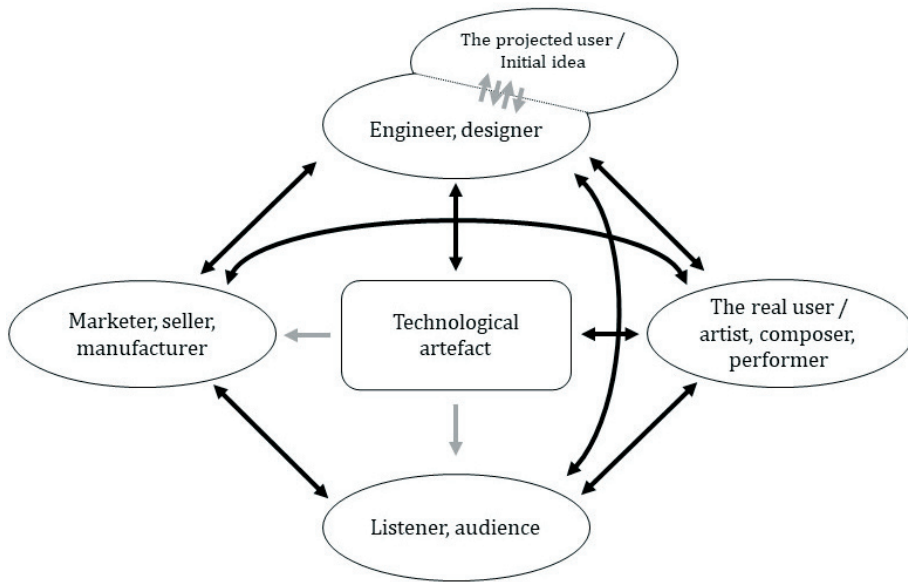 The projected user /
Initial idea
Engineer, designer
Marketer, seller,
manufacturer
Technological
artefact
The real user /
artist, composer,
performer
Listener, audience